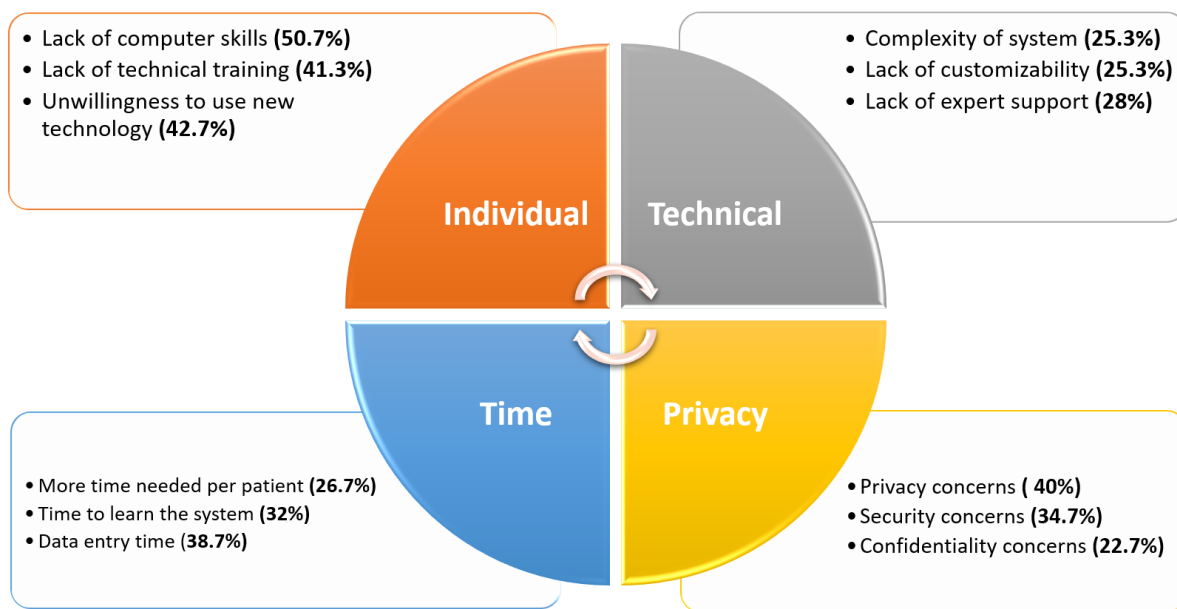 • Lack of computer skills (50.7%)
• Lack of technical training (41.3%)
• Unwillingness to use new
technology (42.7%)
• Complexity of system (25.3%)
• Lack of customizability (25.3%)
• Lack of expert support (28%)
Individual
Technical
Time
Privacy
• More time needed per patient (26.7%)
• Time to learn the system (32%)
• Data entry time (38.7%)
• Privacy concerns ( 40%)
• Security concerns (34.7%)
• Confidentiality concerns (22.7%)